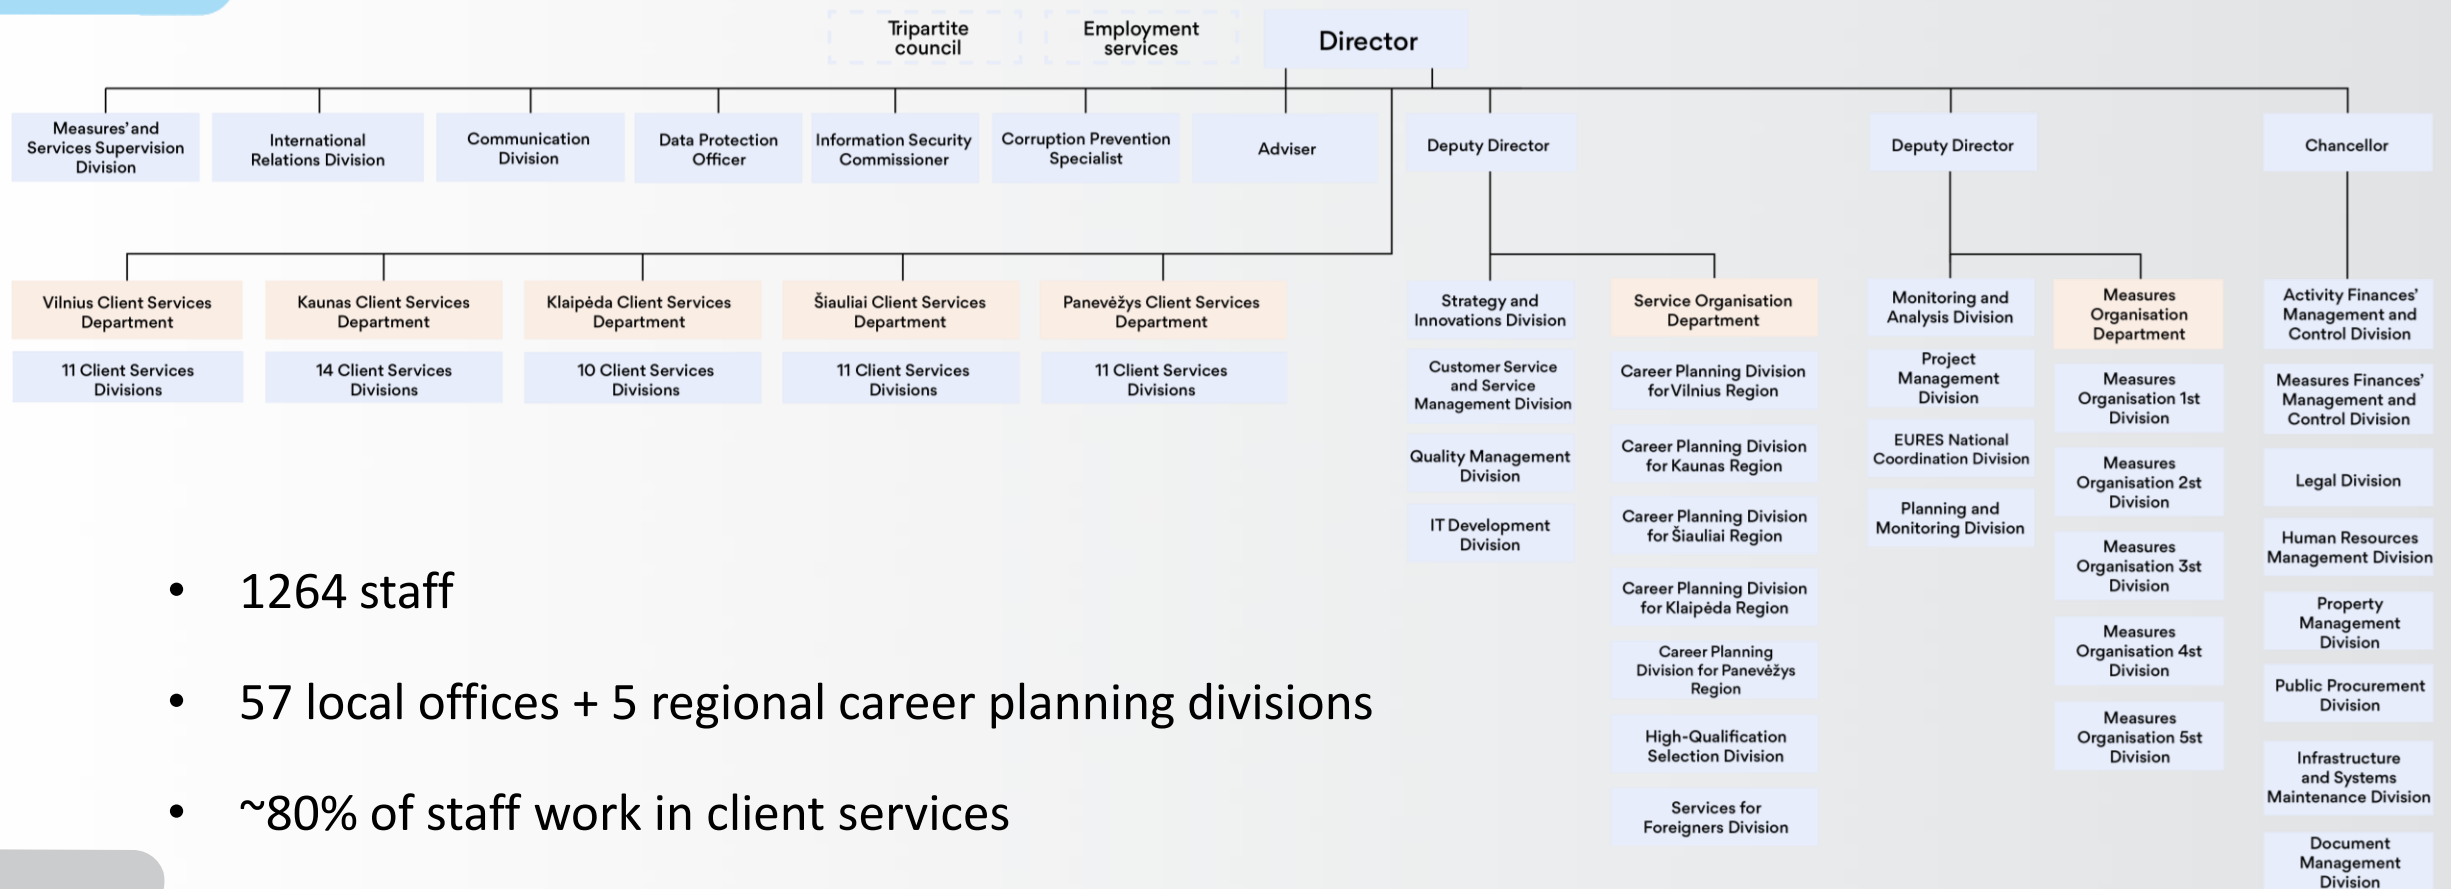 Tripartite
council
Employment
services
Director
Measures' and
Services Supervision
Division
International
Relations Division
Communication
Division
Data Protection
Officer
Information Security
Commissioner
Corruption Prevention
Specialist
Adviser
Deputy Director
Deputy Director
Chancellor
Vilnius Client Services
Department
11 Client Services
Divisions
Kaunas Client Services
Department
14 Client Services
Divisions
Klaipėda Client Services
Department
10 Client Services
Divisions
Šiauliai Client Services
Department
11 Client Services
Divisions
Panevėžys Client Services
Department
11 Client Services
Divisions
Strategy and
Innovations Division
Customer Service
and Service
Management Division
Quality Management
Division
IT Development
Division
Service Organisation
Department
Career Planning Division
for Vilnius Region
Career Planning Division
for Kaunas Region
Career Planning Division
for Šiauliai Region
Career Planning Division
for Klaipėda Region
Career Planning
Division for Panevėžys
Region
High-Qualification
Selection Division
Services for
Foreigners Division
Monitoring and
Analysis Division
Project
Management
Division
EURES National
Coordination Division
Planning and
Monitoring Division
Measures
Organisation
Department
Measures
Organisation 1st
Division
Measures
Organisation 2st
Division
Measures
Organisation 3st
Division
Measures
Organisation 4st
Division
Measures
Organisation 5st
Division
Activity Finances'
Management and
Control Division
Measures Finances'
Management and
Control Division
Legal Division
Human Resources
Management Division
Property
Management
Division
Public Procurement
Division
Infrastructure
and Systems
Maintenance Division
Document
Management
Division
• 1264 staff
• 57 local offices + 5 regional career planning divisions
• ~80% of staff work in client services